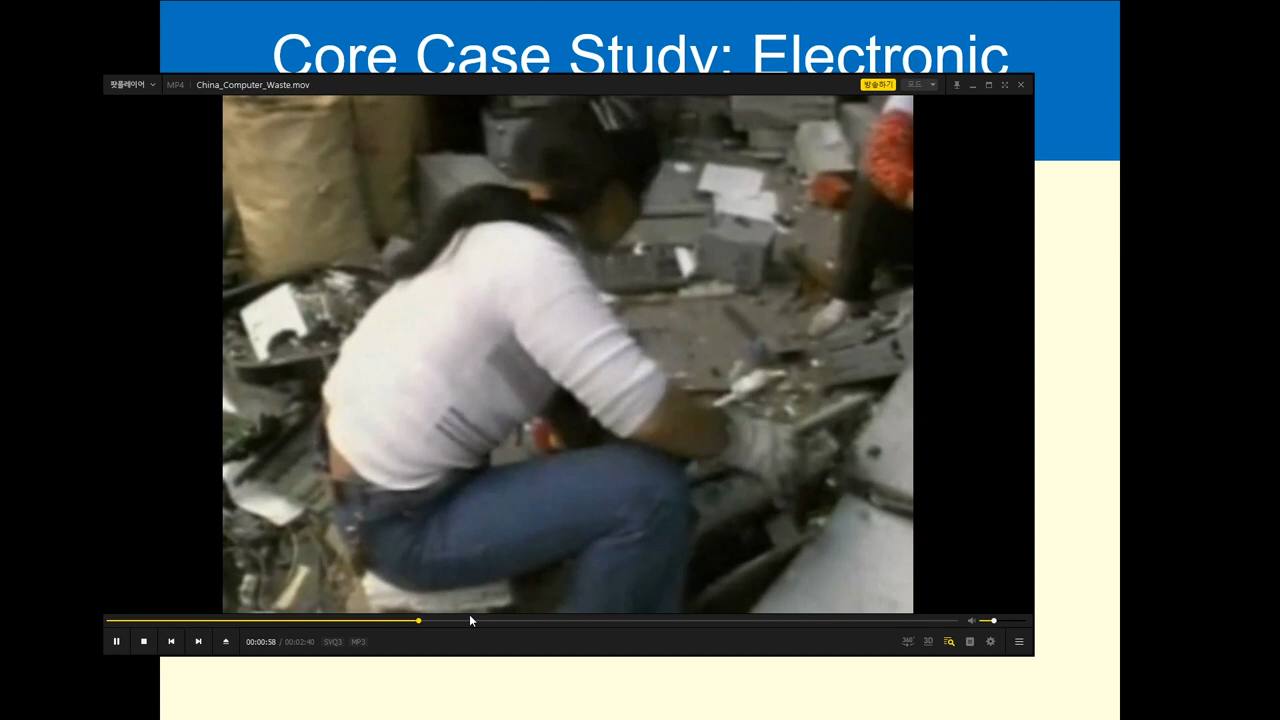 Core Case Study: Electronic
팟플레이어
MP4
China_Computer_Waste.mov
방송하기
모드
00:00:58 / 00:02:40
SVQ3
MP3
360°
3D